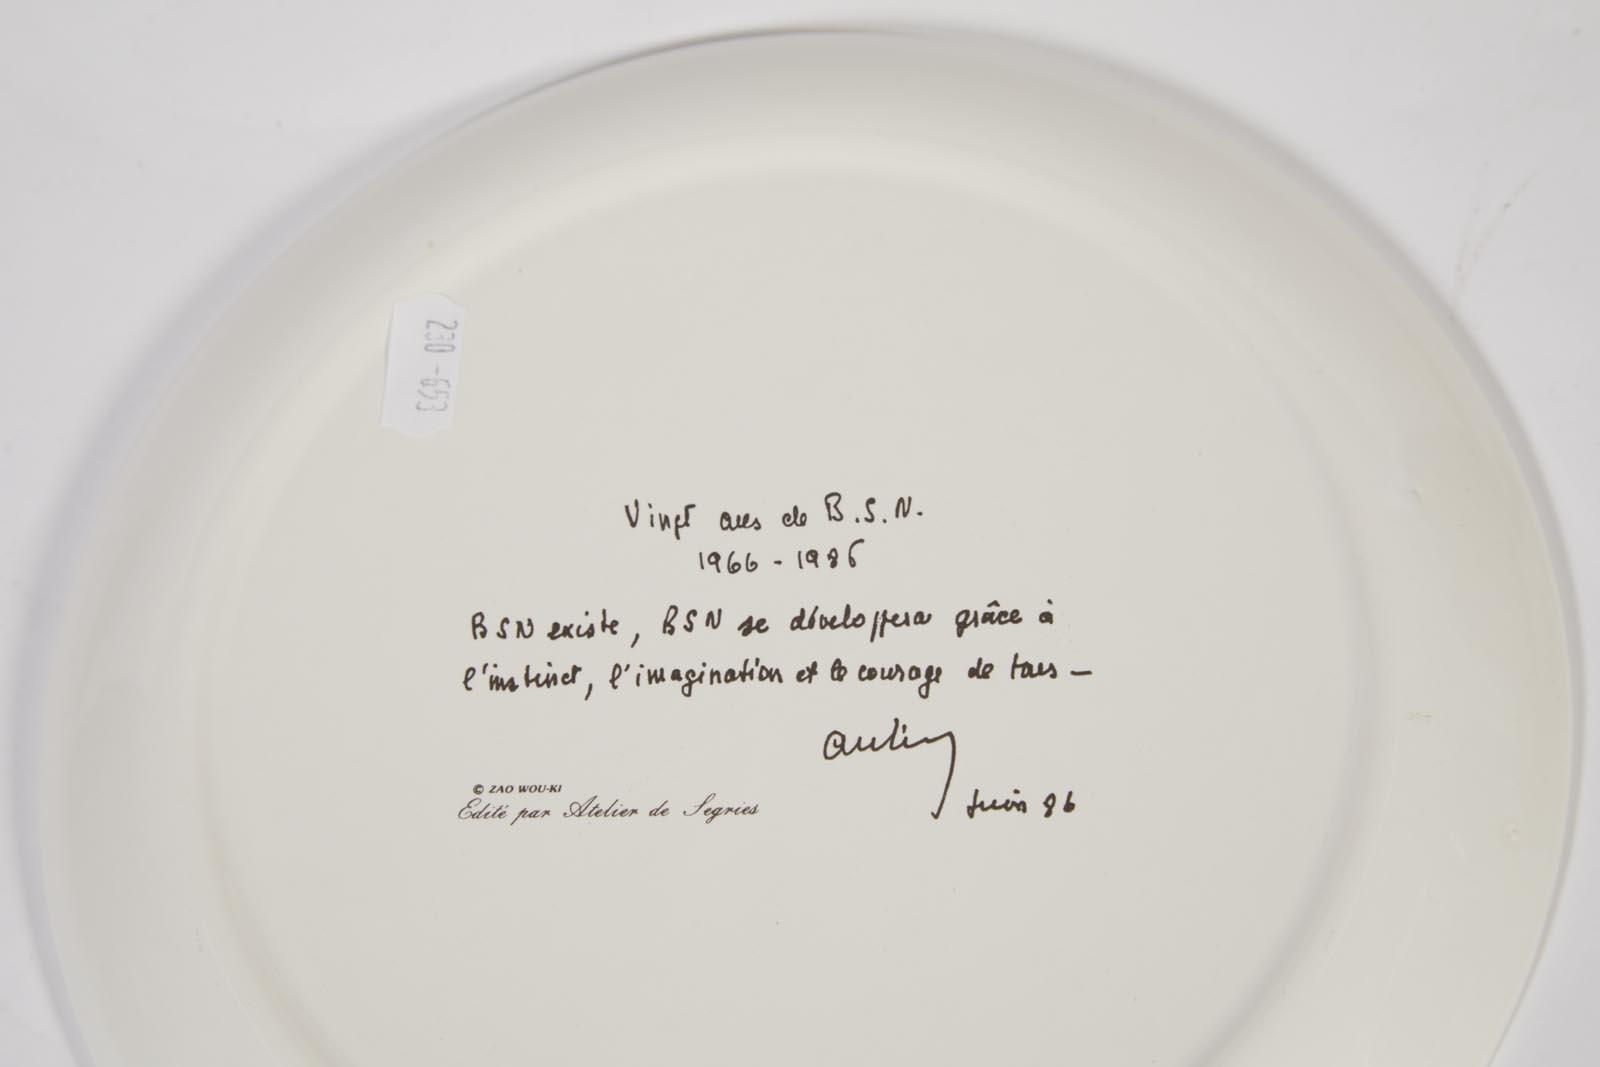 230-653
Vingt ans de B.S.N.
1966 - 1986
BSN existe, BSN se développera grâce à
l'instinct, l'imagination et le courage de tous –
© ZAO WOU-KI
Edité par Atelier de Segries
Juin 86